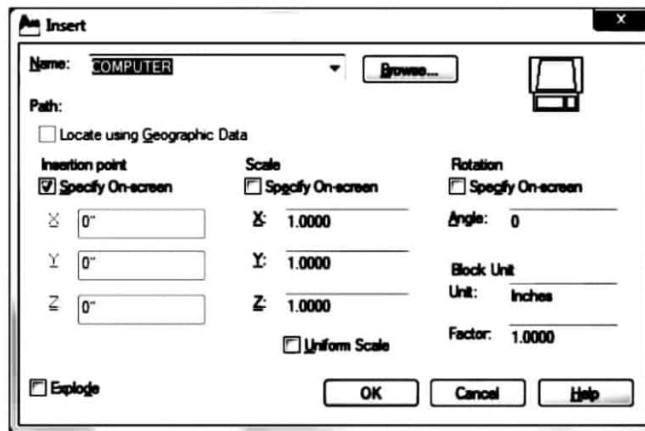 Insert
Name: COMPUTER Browse...
Path:
Locate using Geographic Data
Insertion point Scale Rotation
Specify On-screen Specify On-screen Specify On-screen
X 0" X: 1.0000 Angle: 0
Y 0" Y: 1.0000 Block Unit
Unit: Inches
Z 0" Z: 1.0000
Factor: 1.0000
Uniform Scale
Explode OK Cancel Help